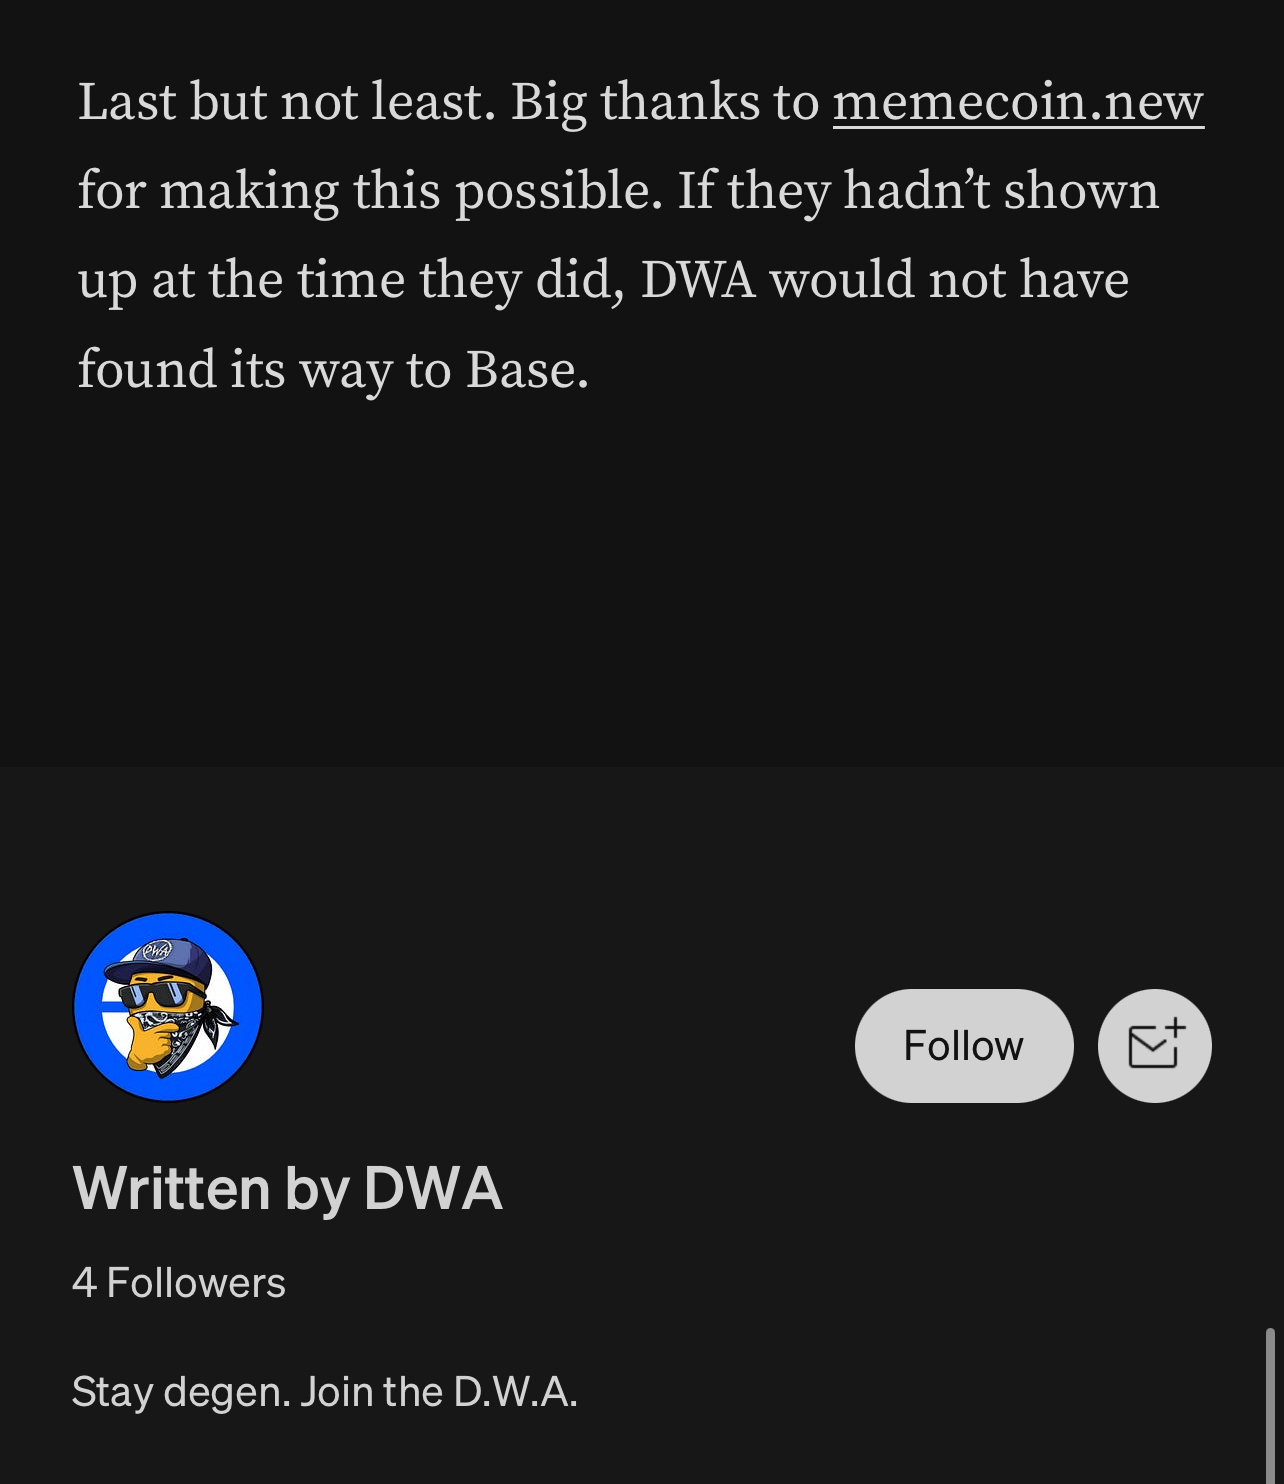 Last but not least. Big thanks to memecoin.new
for making this possible. If they hadn’t shown
up at the time they did, DWA would not have
found its way to Base.
DWA
Follow
Written by DWA
4 Followers
Stay degen. Join the D.W.A.